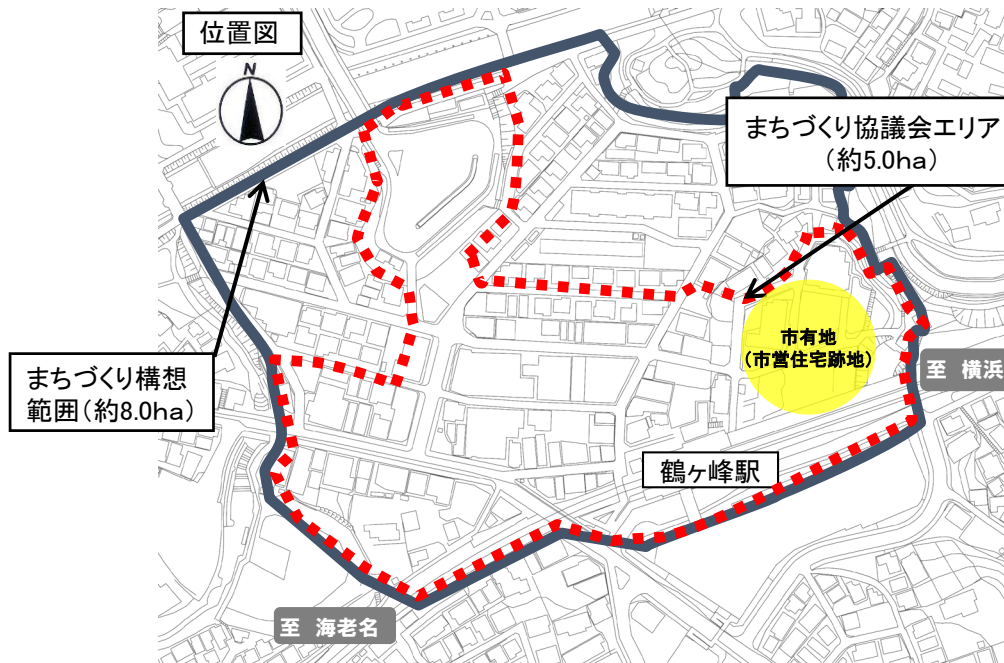 位置図
N
まちづくり協議会エリア
（約5.0ha）
市有地
（市営住宅跡地）
至 横浜
まちづくり構想
範囲（約8.0ha）
鶴ヶ峰駅
至 海老名